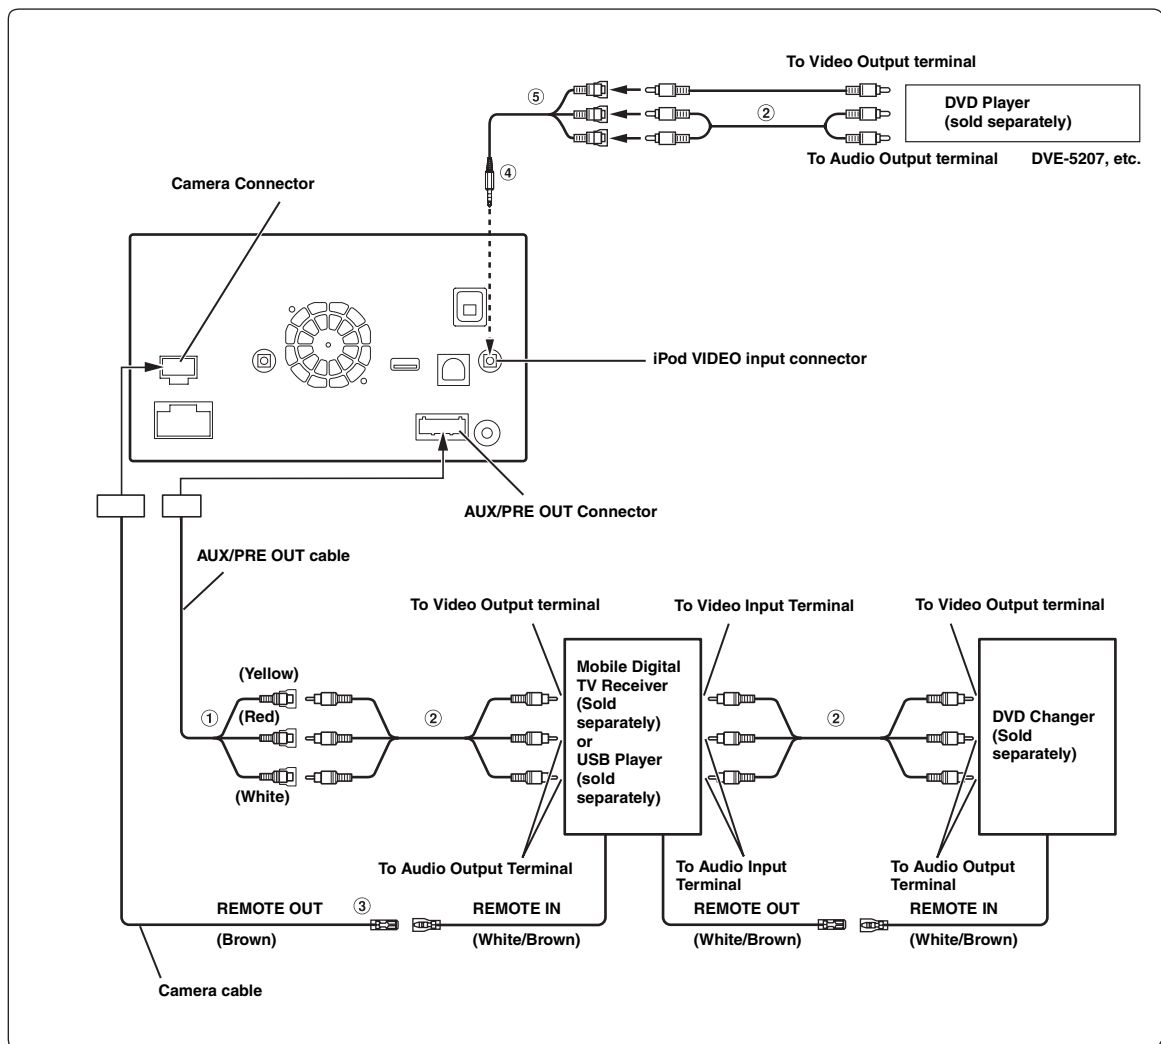 To Video Output terminal
⑤
②
DVD Player
(sold separately)
To Audio Output terminal
DVE-5207, etc.
④
Camera Connector
iPod VIDEO input connector
AUX/PRE OUT Connector
AUX/PRE OUT cable
To Video Output terminal
To Video Input Terminal
To Video Output terminal
(Yellow)
(Red)
(White)
①
②
Mobile Digital
TV Receiver
(Sold
separately)
or
USB Player
(sold
separately)
②
DVD Changer
(Sold
separately)
To Audio Output Terminal
To Audio Input
Terminal
To Audio Output
Terminal
REMOTE OUT
③
(Brown)
REMOTE IN
(White/Brown)
REMOTE OUT
(White/Brown)
REMOTE IN
(White/Brown)
Camera cable